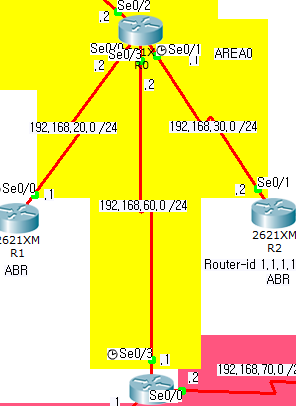 Se0/2
.2
Se0/0
1X
Se0/1
Se0/3
R0
.1
AREA0
.2
.2
192.168.20.0 /24
192.168.30.0 /24
Se0/0
.1
.2
Se0/1
192.168.60.0 /24
2621XM
R1
ABR
2621XM
R2
Router-id 1.1.1.1
ABR
Se0/3
.1
192.168.70.0 /2
.2
Se0/0
1